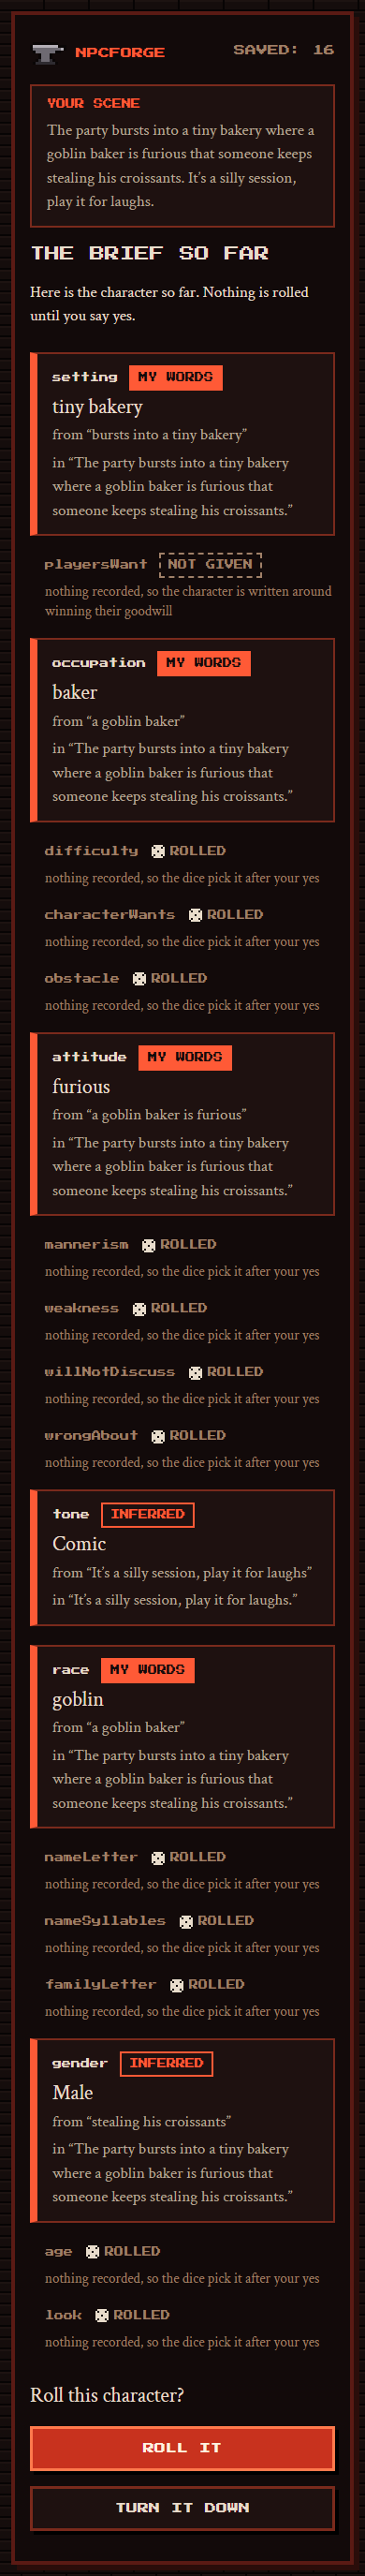 NPCFORGE
SAVED: 16
YOUR SCENE
The party bursts into a tiny bakery where a
goblin baker is furious that someone keeps
stealing his croissants. It’s a silly session,
play it for laughs.
THE BRIEF SO FAR
Here is the character so far. Nothing is rolled
until you say yes.
setting MY WORDS
tiny bakery
from “bursts into a tiny bakery”
in “The party bursts into a tiny bakery
where a goblin baker is furious that
someone keeps stealing his croissants.”
playersWant NOT GIVEN
nothing recorded, so the character is written around
winning their goodwill
occupation MY WORDS
baker
from “a goblin baker”
in “The party bursts into a tiny bakery
where a goblin baker is furious that
someone keeps stealing his croissants.”
difficulty ROLLED
nothing recorded, so the dice pick it after your yes
characterWants ROLLED
nothing recorded, so the dice pick it after your yes
obstacle ROLLED
nothing recorded, so the dice pick it after your yes
attitude MY WORDS
furious
from “a goblin baker is furious”
in “The party bursts into a tiny bakery
where a goblin baker is furious that
someone keeps stealing his croissants.”
mannerism ROLLED
nothing recorded, so the dice pick it after your yes
weakness ROLLED
nothing recorded, so the dice pick it after your yes
willNotDiscuss ROLLED
nothing recorded, so the dice pick it after your yes
wrongAbout ROLLED
nothing recorded, so the dice pick it after your yes
tone INFERRED
Comic
from “It’s a silly session, play it for laughs”
in “It’s a silly session, play it for laughs.”
race MY WORDS
goblin
from “a goblin baker”
in “The party bursts into a tiny bakery
where a goblin baker is furious that
someone keeps stealing his croissants.”
nameLetter ROLLED
nothing recorded, so the dice pick it after your yes
nameSyllables ROLLED
nothing recorded, so the dice pick it after your yes
familyLetter ROLLED
nothing recorded, so the dice pick it after your yes
gender INFERRED
Male
from “stealing his croissants”
in “The party bursts into a tiny bakery
where a goblin baker is furious that
someone keeps stealing his croissants.”
age ROLLED
nothing recorded, so the dice pick it after your yes
look ROLLED
nothing recorded, so the dice pick it after your yes
Roll this character?
ROLL IT
TURN IT DOWN